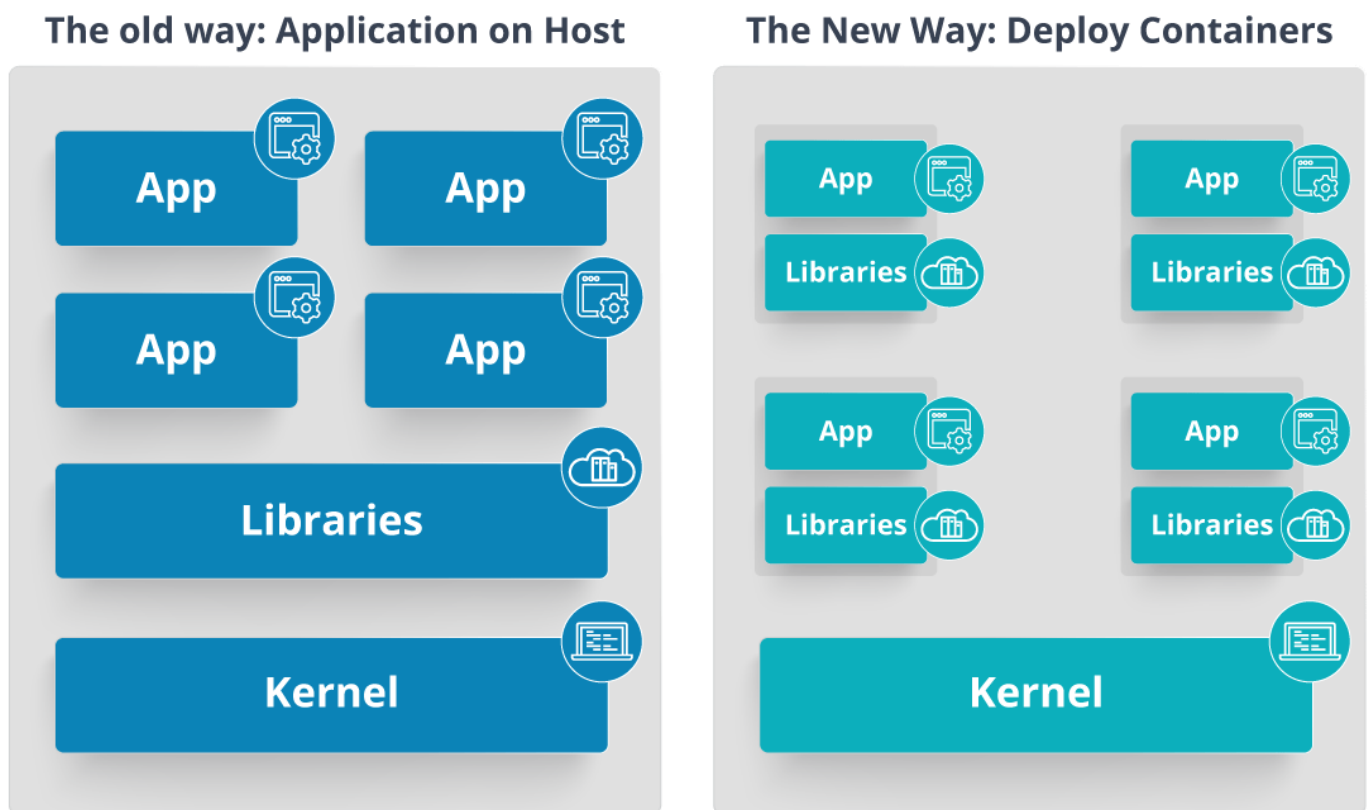 The old way: Application on Host
App
App
App
App
Libraries
Kernel
The New Way: Deploy Containers
App
App
Libraries
Libraries
App
App
Libraries
Libraries
Kernel